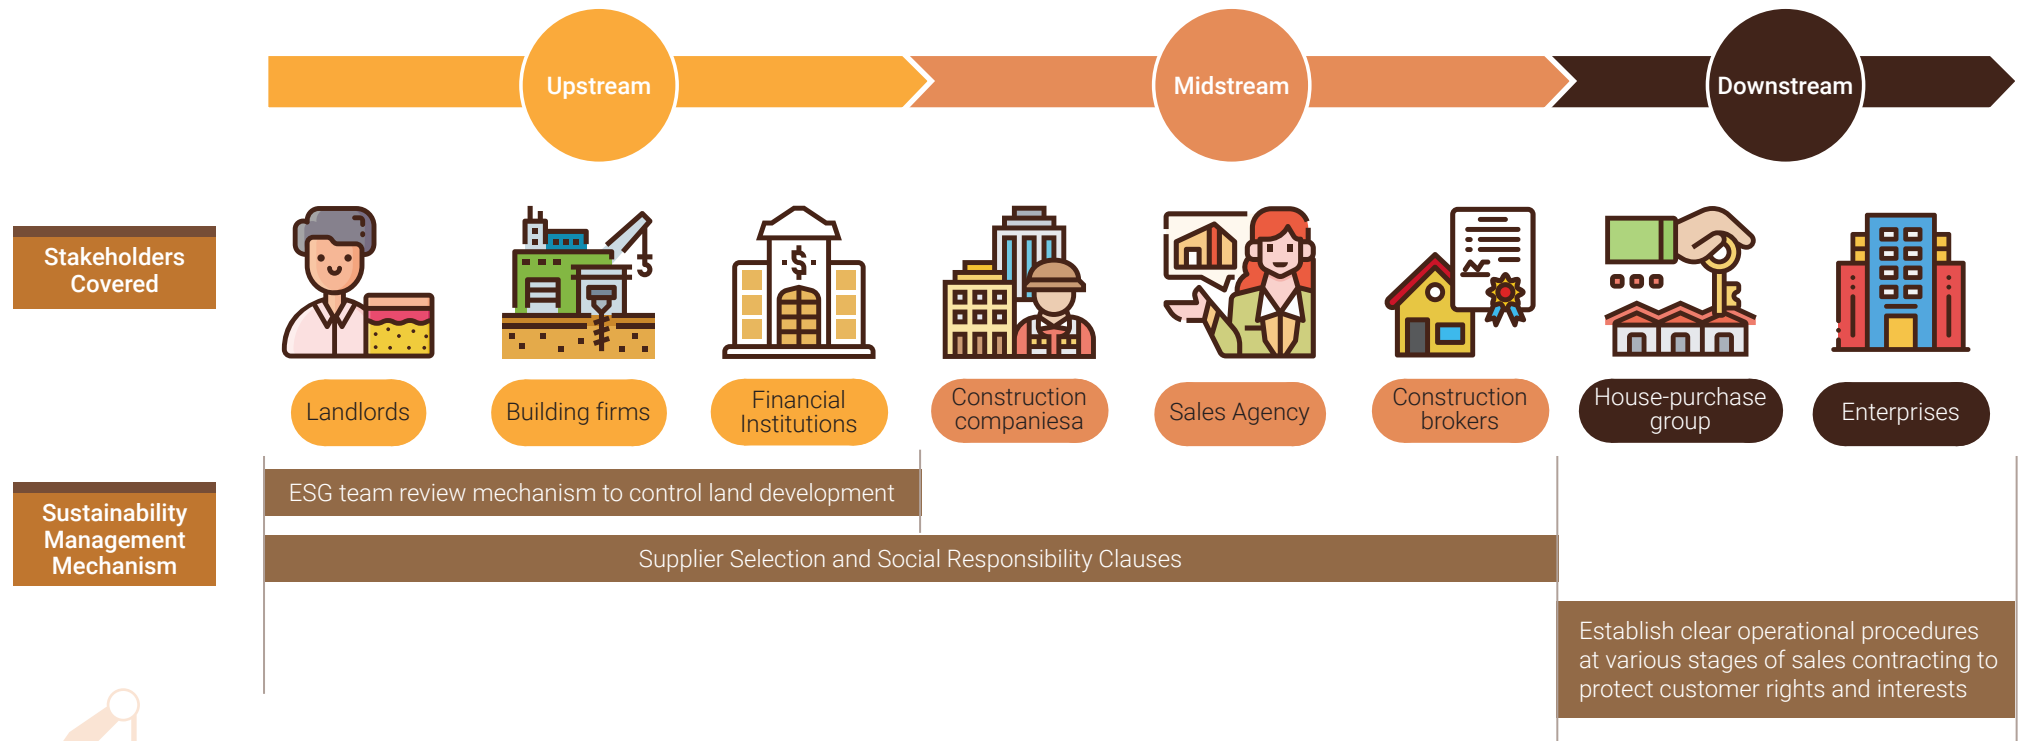 Upstream
Midstream
Downstream
Stakeholders
Covered
$
Landlords
Building firms
Financial
Institutions
Construction
companiesa
Sales Agency
Construction
brokers
House-purchase
group
Enterprises
Sustainability
Management
Mechanism
ESG team review mechanism to control land development
Supplier Selection and Social Responsibility Clauses
Establish clear operational procedures
at various stages of sales contracting to
protect customer rights and interests